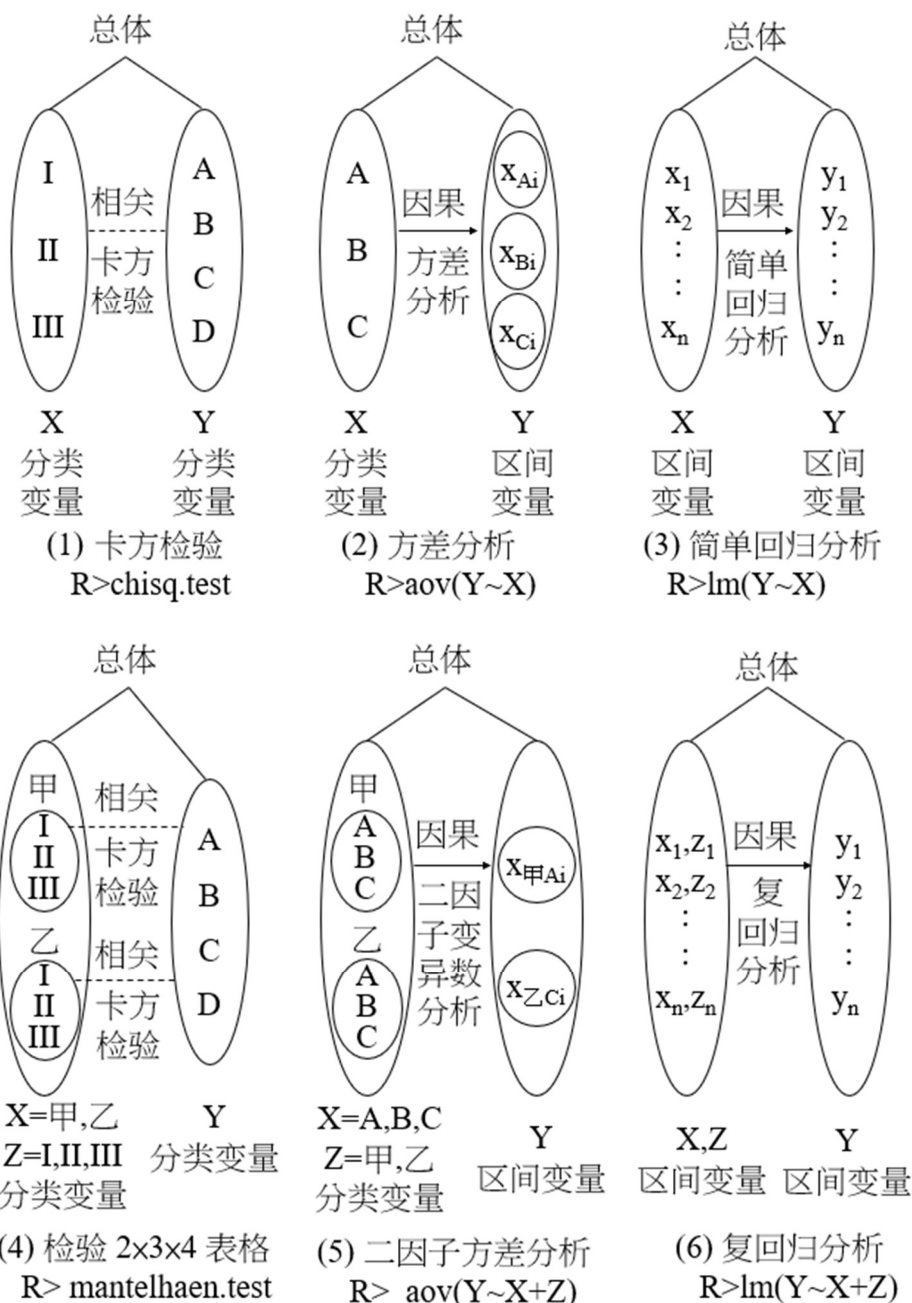 总体
总体
总体
I
II
III
相关
卡方
检验
A
B
C
D
A
B
C
因果
方差
分析
xAi
xBi
xCi
x1
x2
:
:
xn
因果
简单
回归
分析
y1
y2
:
:
yn
X
分类
变量
Y
分类
变量
X
分类
变量
Y
区间
变量
X
区间
变量
Y
区间
变量
(1) 卡方检验
R>chisq.test
(2) 方差分析
R>aov(Y~X)
(3) 简单回归分析
R>lm(Y~X)
总体
总体
总体
甲
I
II
III
乙
I
II
III
相关
卡方
检验
相关
卡方
检验
A
B
C
D
甲
A
B
C
乙
A
B
C
因果
二因
子变
异数
分析
x甲Ai
x乙Ci
x1,z1
x2,z2
:
:
xn,zn
因果
复
回归
分析
y1
y2
:
:
yn
X=甲,乙
Z=I,II,III
分类变量
Y
分类变量
X=A,B,C
Z=甲,乙
分类变量
Y
区间变量
X,Z
区间变量
Y
区间变量
(4) 检验 2×3×4 表格
R> mantelhaen.test
(5) 二因子方差分析
R> aov(Y~X+Z)
(6) 复回归分析
R>lm(Y~X+Z)